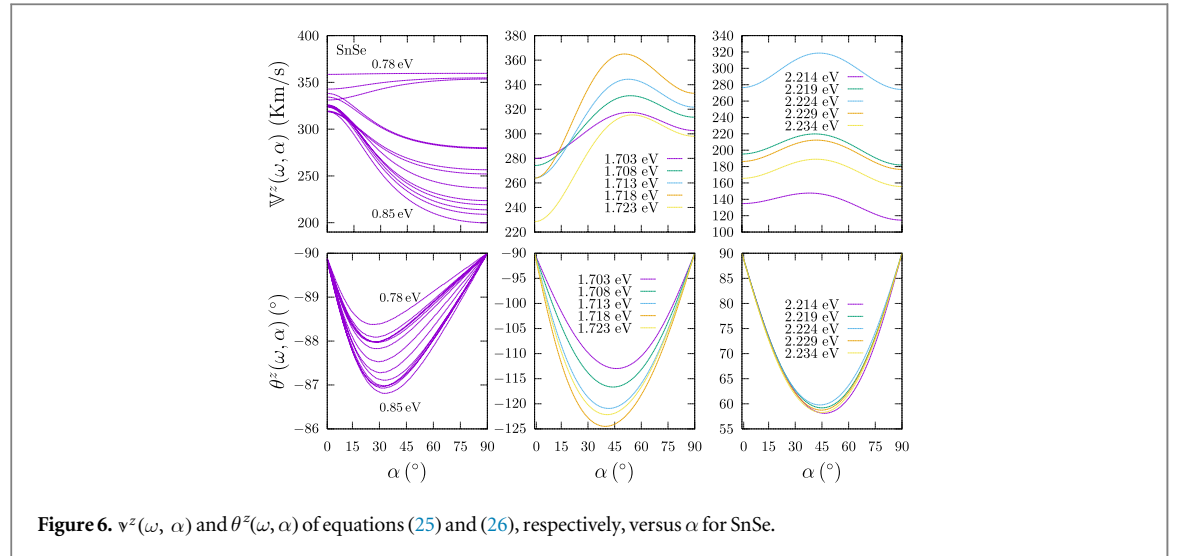 𝕍ᶻ(ω, α) (Km/s)
400
350
300
250
200
SnSe
0.78 eV
0.85 eV
380
360
340
320
300
280
260
240
220
1.703 eV
1.708 eV
1.713 eV
1.718 eV
1.723 eV
340
320
300
280
260
240
220
200
180
160
140
120
100
2.214 eV
2.219 eV
2.224 eV
2.229 eV
2.234 eV
θᶻ(ω, α) (°)
−90
−89
−88
−87
−86
0.78 eV
0.85 eV
0 15 30 45 60 75 90
α (°)
−90
−95
−100
−105
−110
−115
−120
−125
1.703 eV
1.708 eV
1.713 eV
1.718 eV
1.723 eV
0 15 30 45 60 75 90
α (°)
90
85
80
75
70
65
60
55
2.214 eV
2.219 eV
2.224 eV
2.229 eV
2.234 eV
0 15 30 45 60 75 90
α (°)
Figure 6. 𝕧ᶻ(ω, α) and θᶻ(ω, α) of equations (25) and (26), respectively, versus α for SnSe.